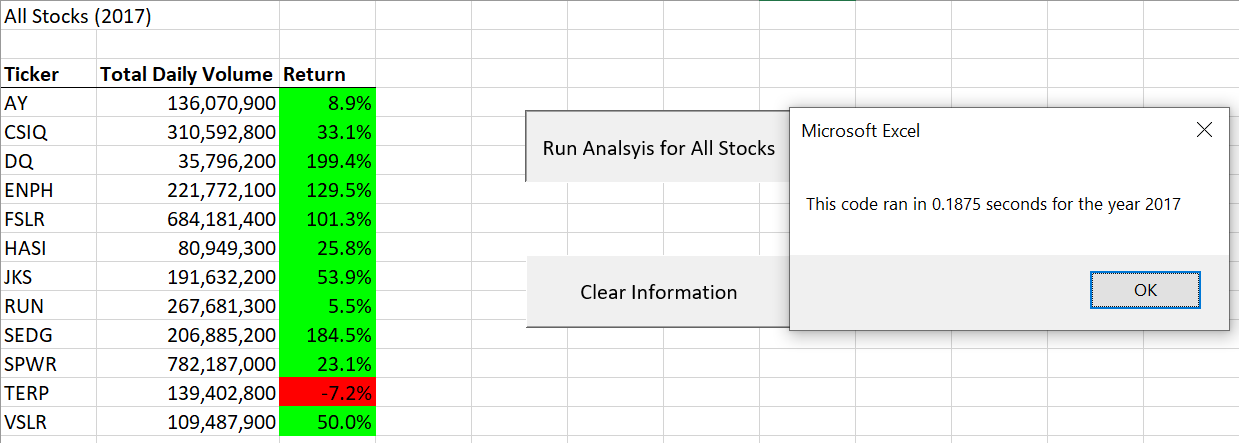 All Stocks (2017)
Ticker Total Daily Volume Return
AY 136,070,900 8.9%
CSIQ 310,592,800 33.1%
DQ 35,796,200 199.4%
ENPH 221,772,100 129.5%
FSLR 684,181,400 101.3%
HASI 80,949,300 25.8%
JKS 191,632,200 53.9%
RUN 267,681,300 5.5%
SEDG 206,885,200 184.5%
SPWR 782,187,000 23.1%
TERP 139,402,800 -7.2%
VSLR 109,487,900 50.0%
Run Analsyis for All Stocks
Clear Information
Microsoft Excel
This code ran in 0.1875 seconds for the year 2017
OK